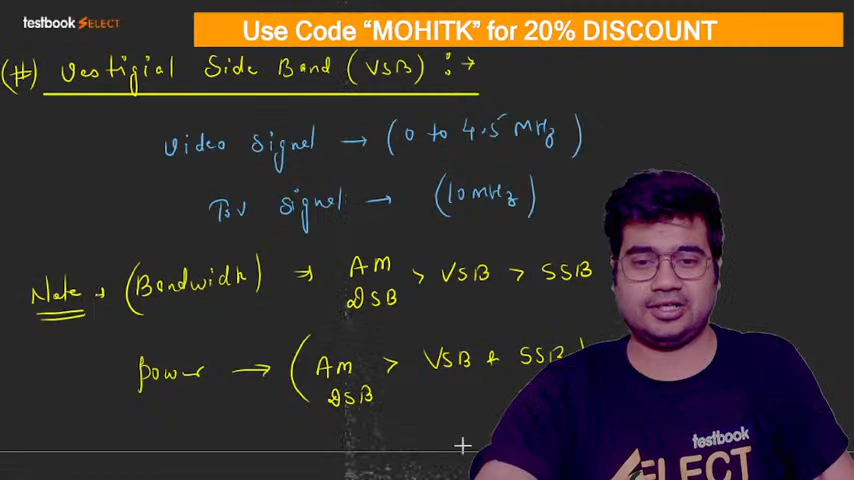 testbook SELECT
Use Code “MOHITK” for 20% DISCOUNT
(#) Vestigial Side Band (VSB) :→
Video Signal → (0 to 4.5 MHz)
T.V Signal → (10 MHz)
Note → (Bandwidth) ⇒ AM DSB > VSB > SSB
power → (AM DSB > VSB & SSB)
testbook
SELECT